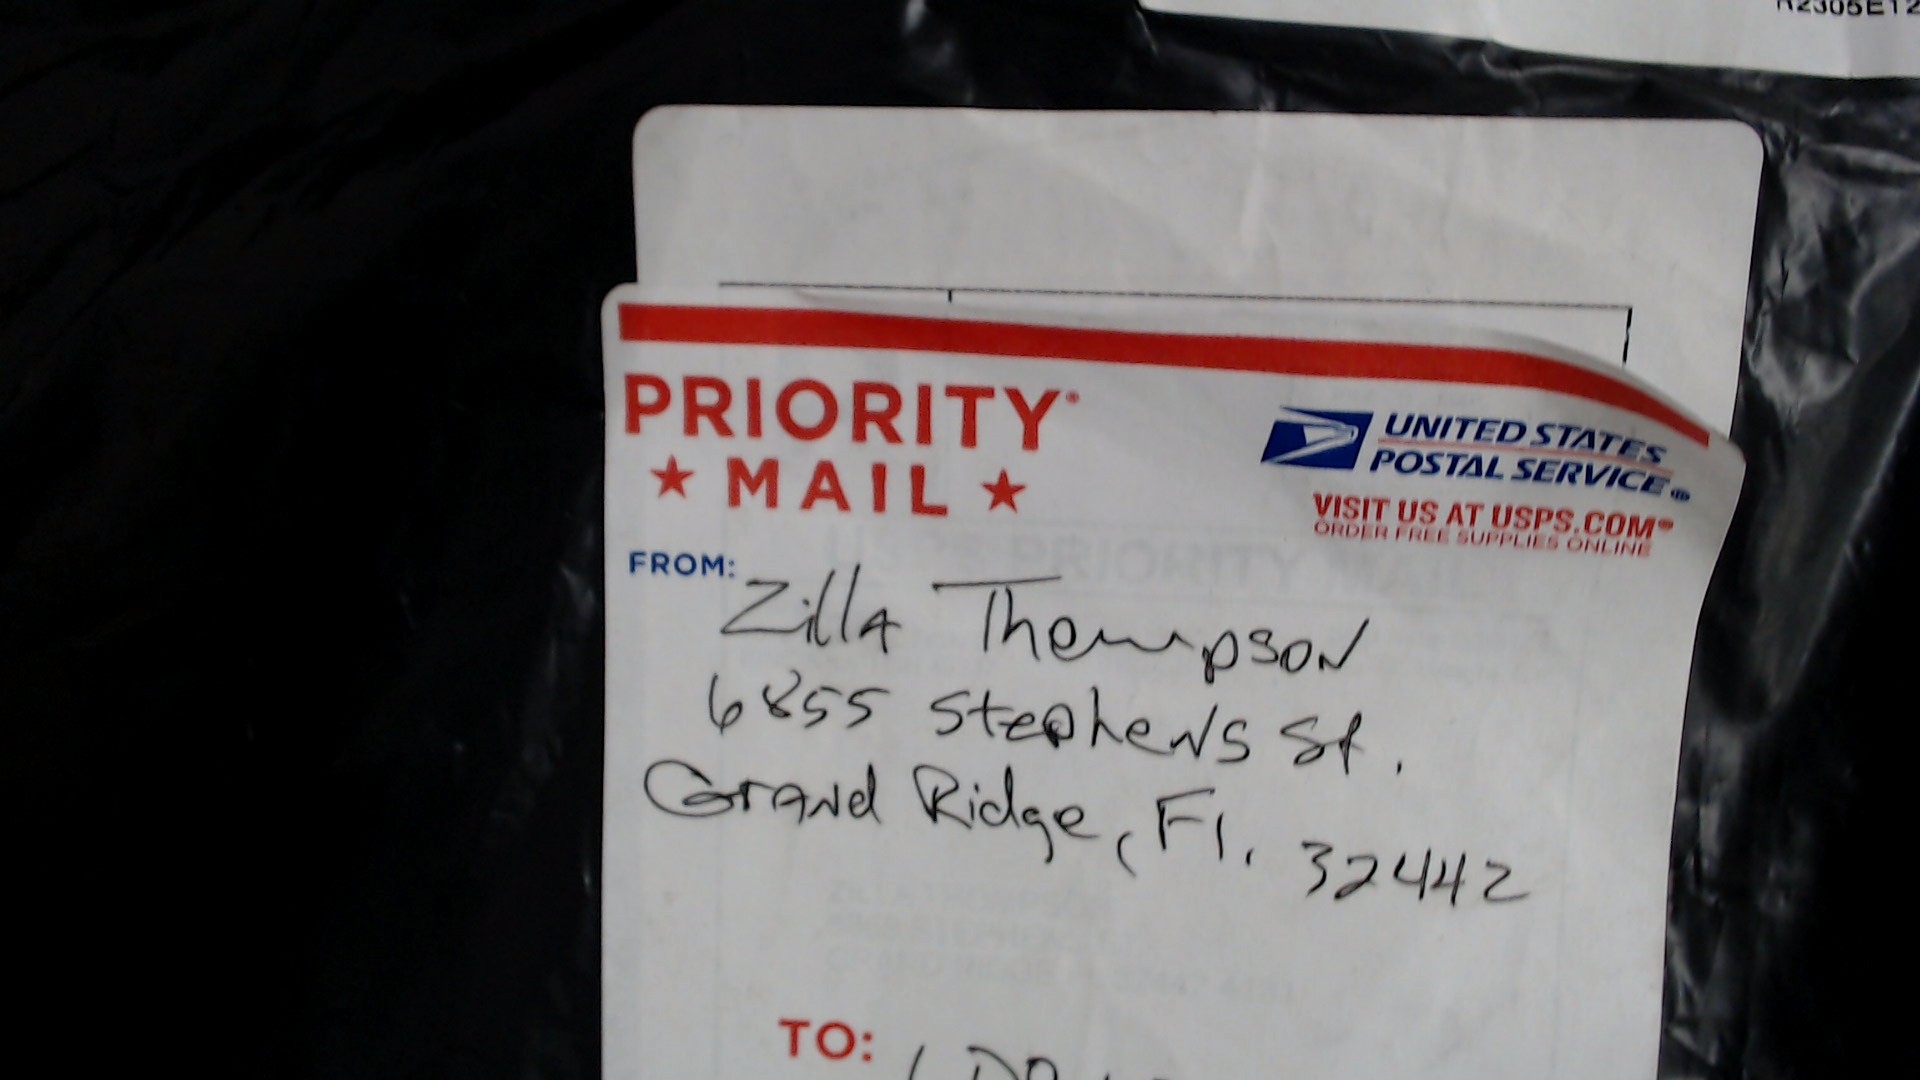 R2305E12
PRIORITY®
★ MAIL ★
UNITED STATES
POSTAL SERVICE®
VISIT US AT USPS.COM®
ORDER FREE SUPPLIES ONLINE
FROM:
Zilla Thompson
6855 Stephens St.
Grand Ridge, Fl. 32442
TO: